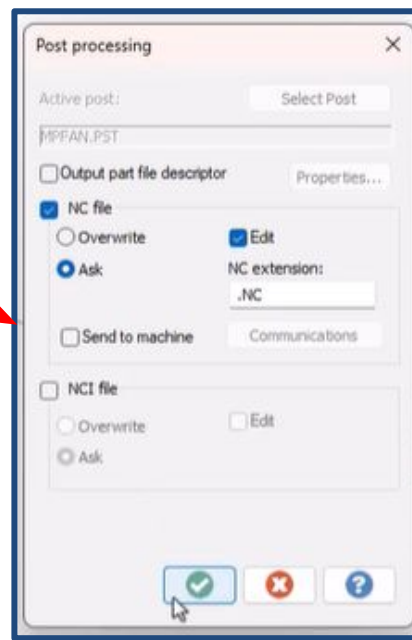 Post processing
Active post:
Select Post
MPFAN.PST
Output part file descriptor
Properties...
NC file
Overwrite
Edit
Ask
NC extension:
.NC
Send to machine
Communications
NCI file
Overwrite
Edit
Ask